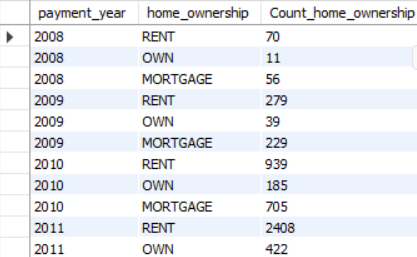 payment_year home_ownership Count_home_ownership
2008 RENT 70
2008 OWN 11
2008 MORTGAGE 56
2009 RENT 279
2009 OWN 39
2009 MORTGAGE 229
2010 RENT 939
2010 OWN 185
2010 MORTGAGE 705
2011 RENT 2408
2011 OWN 422